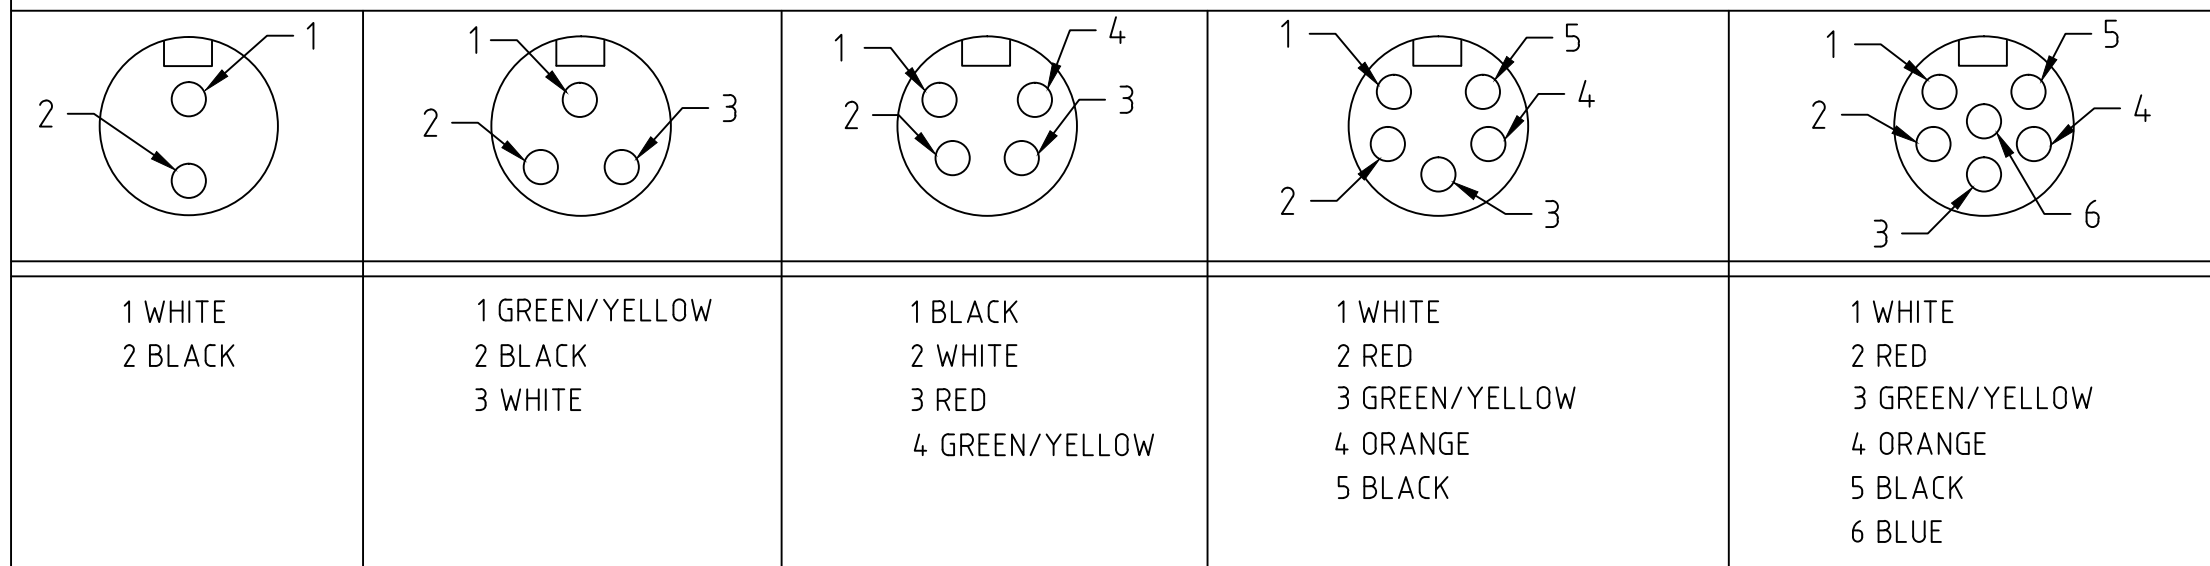 1
2
1
2
3
1
2
3
4
1
2
3
4
5
1
2
3
4
5
6
1 WHITE
2 BLACK
1 GREEN/YELLOW
2 BLACK
3 WHITE
1 BLACK
2 WHITE
3 RED
4 GREEN/YELLOW
1 WHITE
2 RED
3 GREEN/YELLOW
4 ORANGE
5 BLACK
1 WHITE
2 RED
3 GREEN/YELLOW
4 ORANGE
5 BLACK
6 BLUE